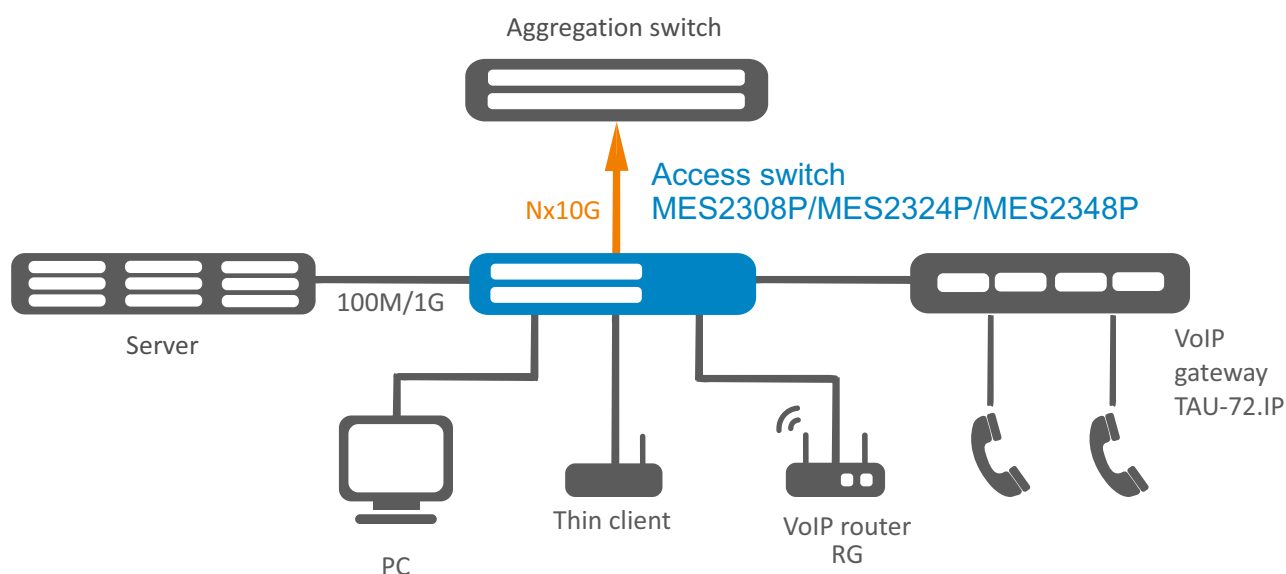 Aggregation switch
Access switch
MES2308P/MES2324P/MES2348P
Nx10G
100M/1G
Server
VoIP
gateway
TAU-72.IP
Thin client
VoIP router
RG
PC